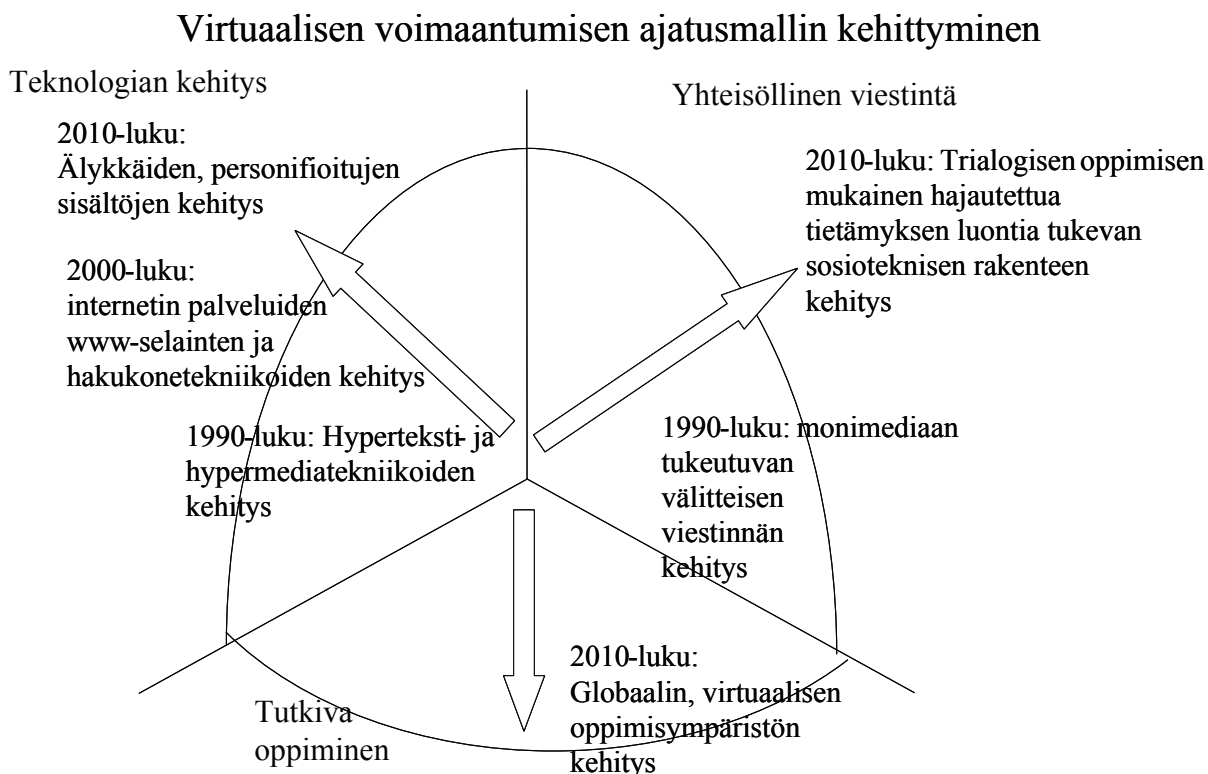 Virtuaalisen voimaantumisen ajatusmallin kehittyminen
Teknologian kehitys
2010-luku:
Älykkäiden, personifioitujen
sisältöjen kehitys
2000-luku:
internetin palveluiden
www-selainten ja
hakukonetekniikoiden kehitys
1990-luku: Hyperteksti- ja
hypermediatekniikoiden
kehitys
Yhteisöllinen viestintä
2010-luku: Trialogisen oppimisen
mukainen hajautettua
tietämyksen luontia tukevan
sosioteknisen rakenteen
kehitys
1990-luku: monimediaan
tukeutuvan
välitteisen
viestinnän
kehitys
Tutkiva
oppiminen
2010-luku:
Globaalin, virtuaalisen
oppimisympäristön
kehitys